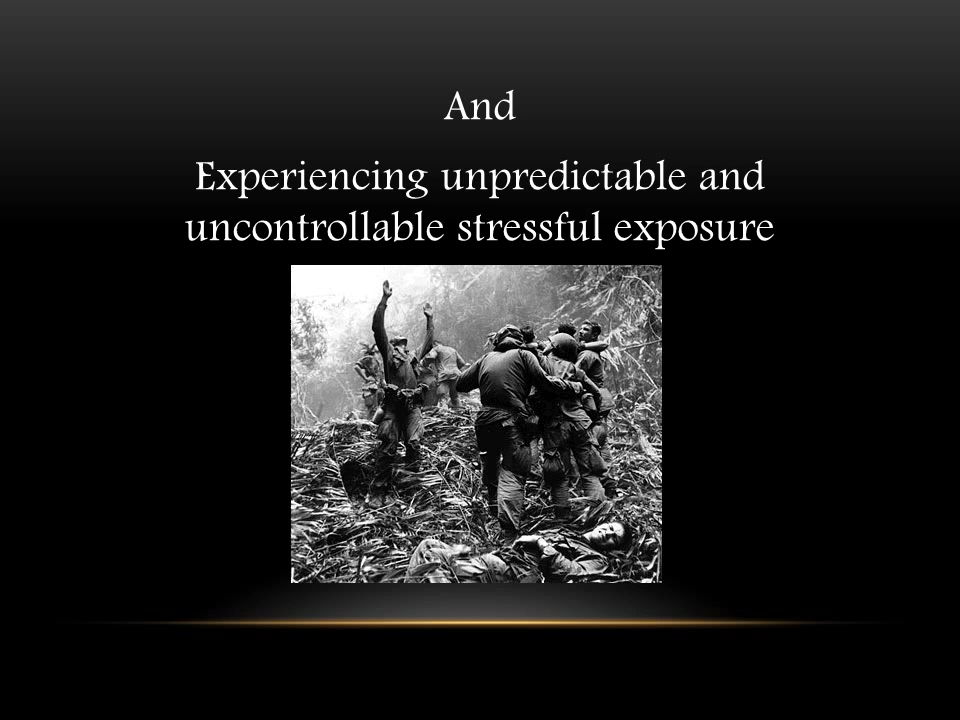 And
Experiencing unpredictable and
uncontrollable stressful exposure